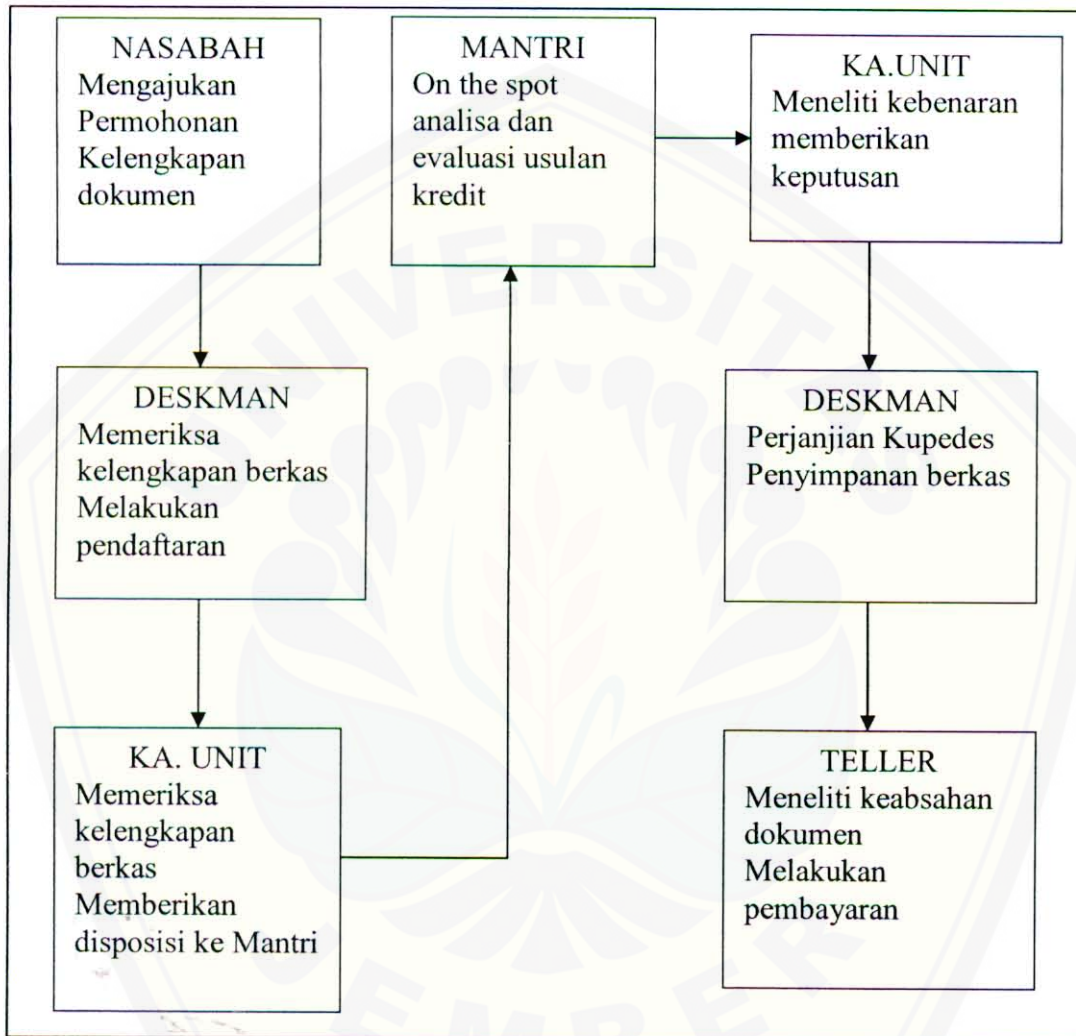 NASABAH
Mengajukan
Permohonan
Kelengkapan
dokumen
DESKMAN
Memeriksa
kelengkapan berkas
Melakukan
pendaftaran
KA. UNIT
Memeriksa
kelengkapan
berkas
Memberikan
disposisi ke Mantri
MANTRI
On the spot
analisa dan
evaluasi usulan
kredit
KA.UNIT
Meneliti kebenaran
memberikan
keputusan
DESKMAN
Perjanjian Kupedes
Penyimpanan berkas
TELLER
Meneliti keabsahan
dokumen
Melakukan
pembayaran
UNIVERSITAS
JEMBER